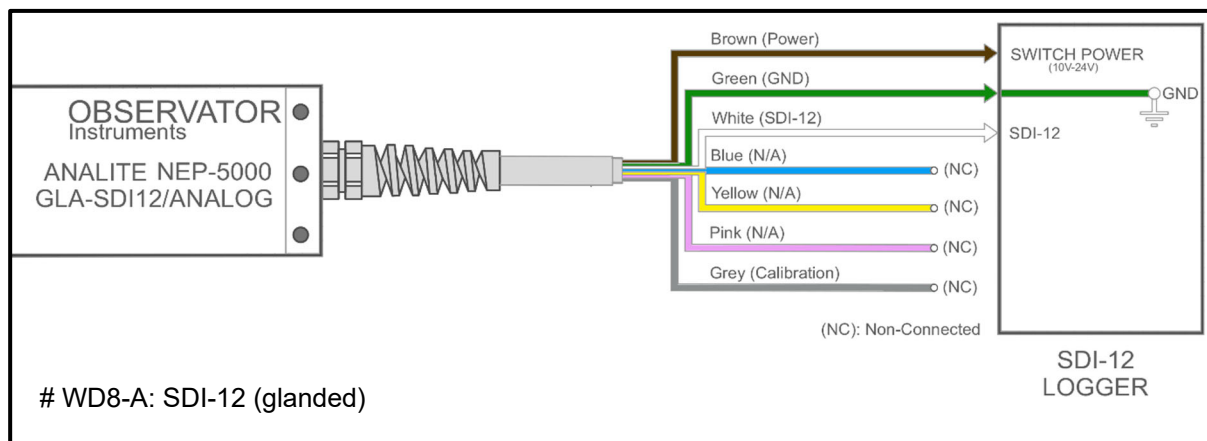 OBSERVATOR
Instruments
ANALITE NEP-5000
GLA-SDI12/ANALOG
Brown (Power)
Green (GND)
White (SDI-12)
Blue (N/A)
(NC)
Yellow (N/A)
(NC)
Pink (N/A)
(NC)
Grey (Calibration)
(NC)
(NC): Non-Connected
SWITCH POWER
(10V-24V)
GND
SDI-12
SDI-12
LOGGER
# WD8-A: SDI-12 (glanded)